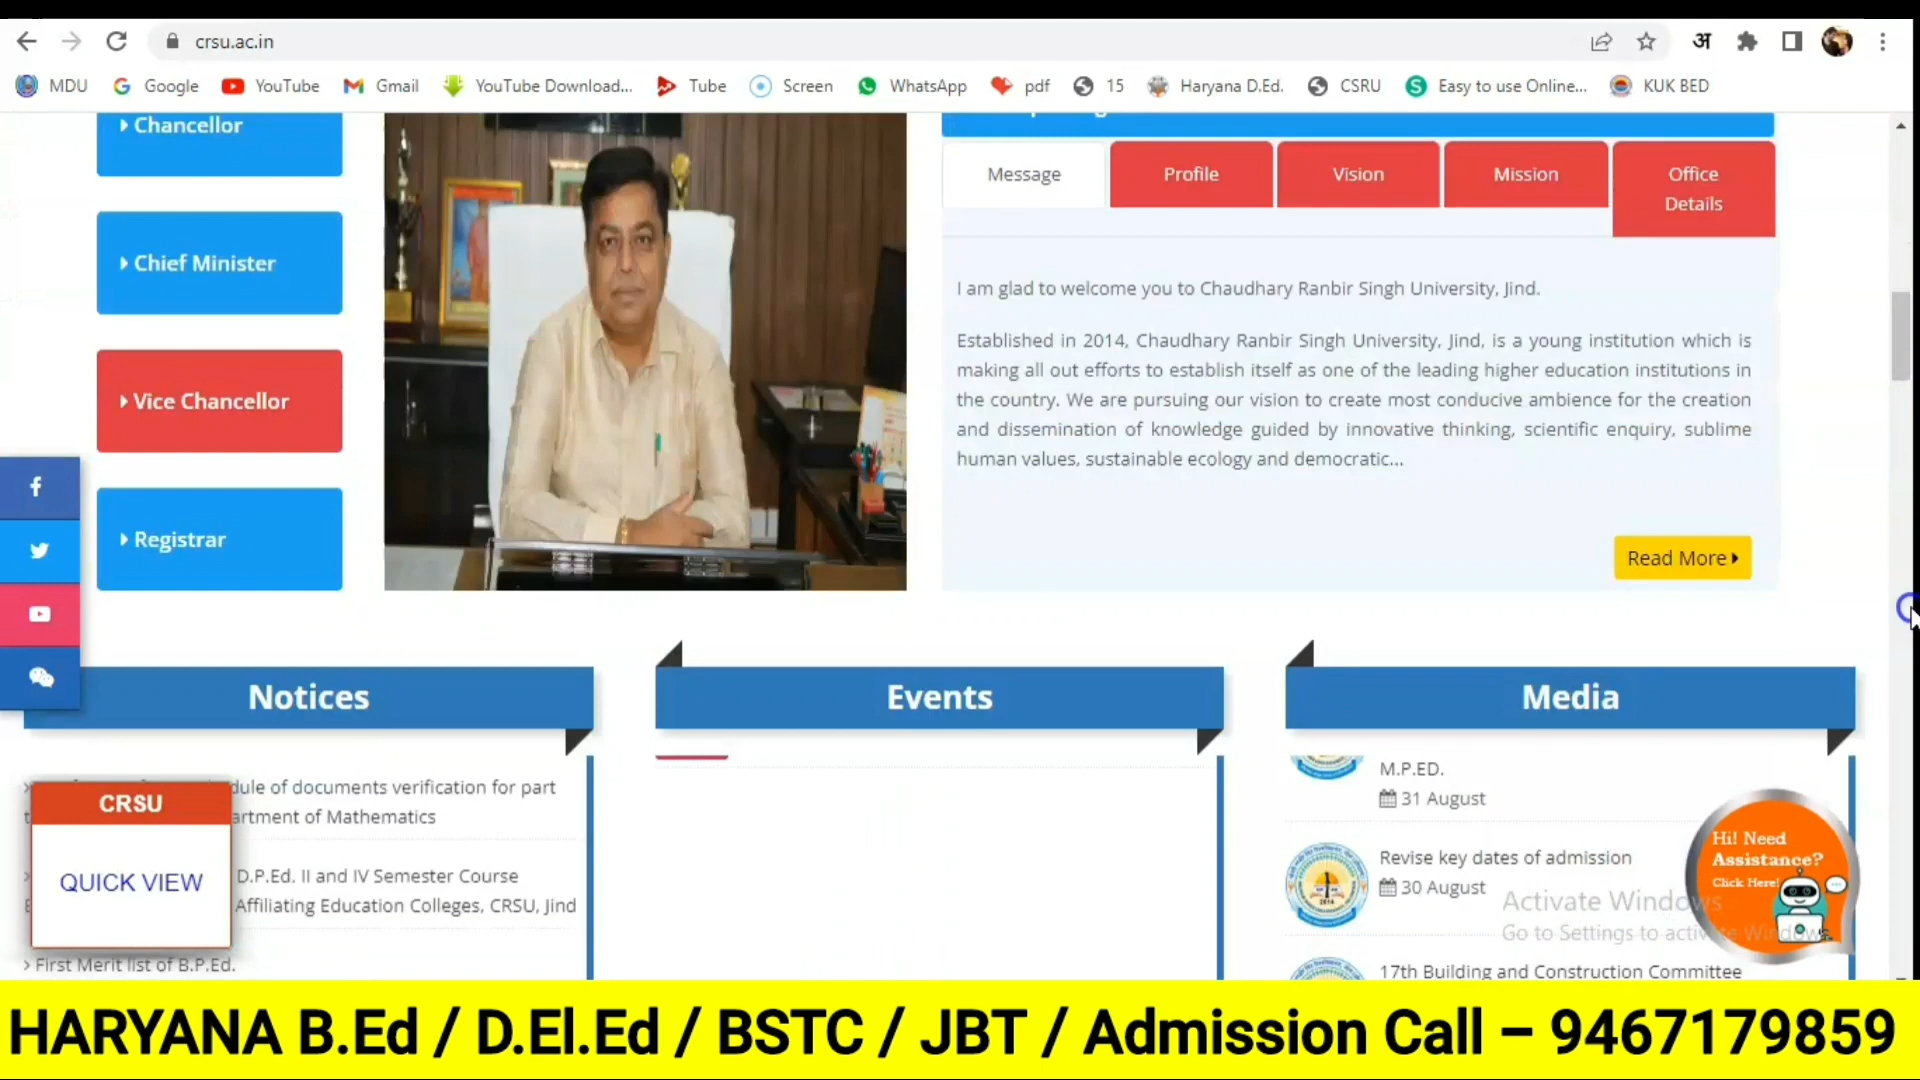 crsu.ac.in
अ
MDU
Google
YouTube
Gmail
YouTube Download...
Tube
Screen
WhatsApp
pdf
15
Haryana D.Ed.
CSRU
Easy to use Online...
KUK BED
Chancellor
Chief Minister
Vice Chancellor
Registrar
Message
Profile
Vision
Mission
Office
Details
I am glad to welcome you to Chaudhary Ranbir Singh University, Jind.
Established in 2014, Chaudhary Ranbir Singh University, Jind, is a young institution which is
making all out efforts to establish itself as one of the leading higher education institutions in
the country. We are pursuing our vision to create most conducive ambience for the creation
and dissemination of knowledge guided by innovative thinking, scientific enquiry, sublime
human values, sustainable ecology and democratic...
Read More
Notices
of documents verification for part
of Mathematics
D.P.Ed. II and IV Semester Course
Affiliating Education Colleges, CRSU, Jind
First Merit list of B.P.Ed.
CRSU
QUICK VIEW
Events
Media
M.P.ED.
31 August
Revise key dates of admission
30 August
17th Building and Construction Committee
Hi! Need
Assistance?
Click Here!
Activate Windows
Go to Settings to activate Windows.
HARYANA B.Ed / D.El.Ed / BSTC / JBT / Admission Call – 9467179859